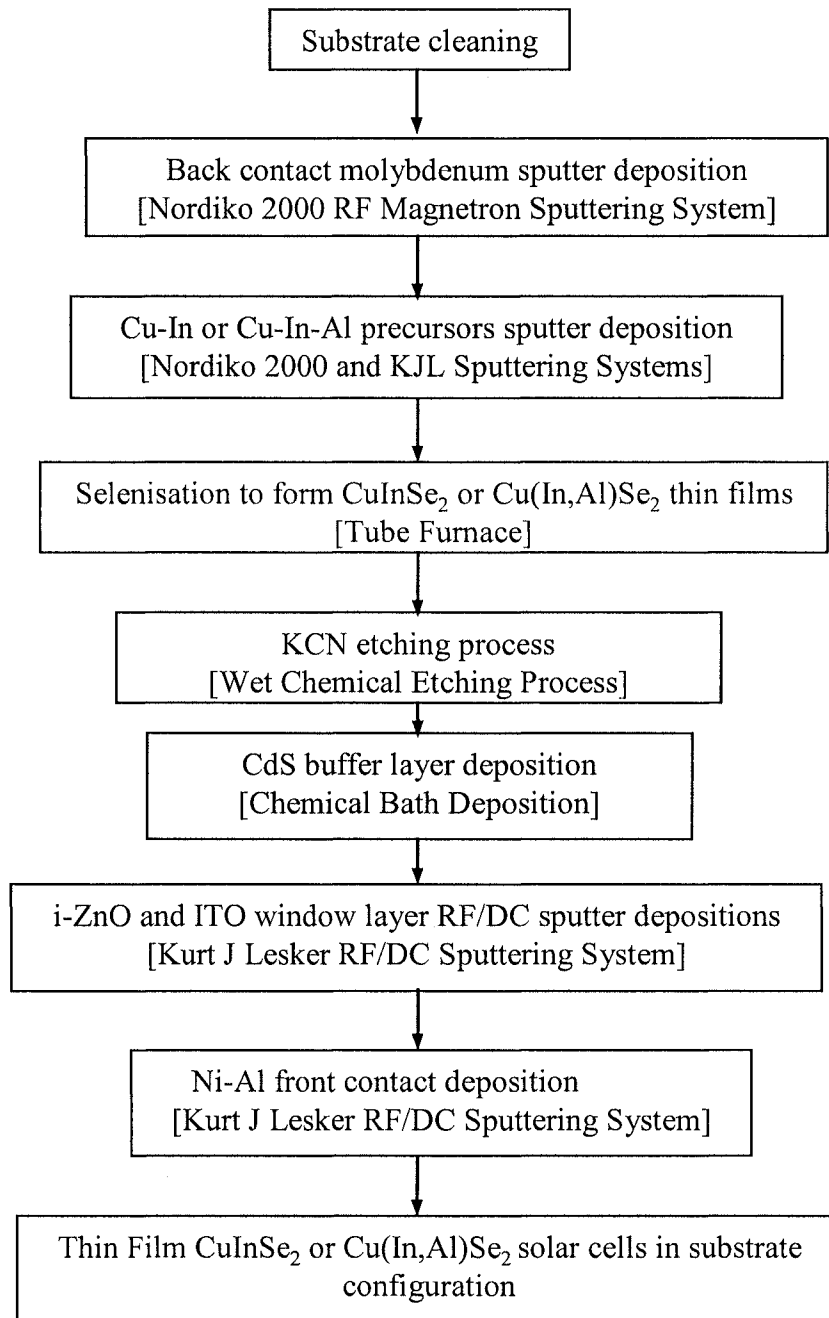 Substrate cleaning
Back contact molybdenum sputter deposition
[Nordiko 2000 RF Magnetron Sputtering System]
Cu-In or Cu-In-Al precursors sputter deposition
[Nordiko 2000 and KJL Sputtering Systems]
Selenisation to form CuInSe₂ or Cu(In,Al)Se₂ thin films
[Tube Furnace]
KCN etching process
[Wet Chemical Etching Process]
CdS buffer layer deposition
[Chemical Bath Deposition]
i-ZnO and ITO window layer RF/DC sputter depositions
[Kurt J Lesker RF/DC Sputtering System]
Ni-Al front contact deposition
[Kurt J Lesker RF/DC Sputtering System]
Thin Film CuInSe₂ or Cu(In,Al)Se₂ solar cells in substrate
configuration